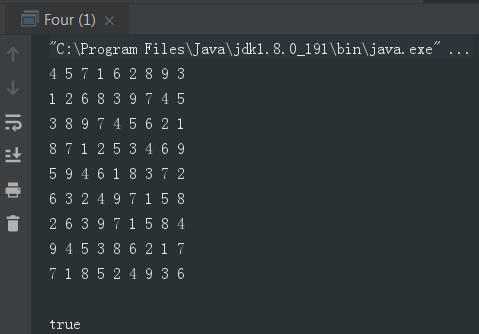 Four (1)
"C:\Program Files\Java\jdk1.8.0_191\bin\java.exe" ...
4 5 7 1 6 2 8 9 3
1 2 6 8 3 9 7 4 5
3 8 9 7 4 5 6 2 1
8 7 1 2 5 3 4 6 9
5 9 4 6 1 8 3 7 2
6 3 2 4 9 7 1 5 8
2 6 3 9 7 1 5 8 4
9 4 5 3 8 6 2 1 7
7 1 8 5 2 4 9 3 6
true